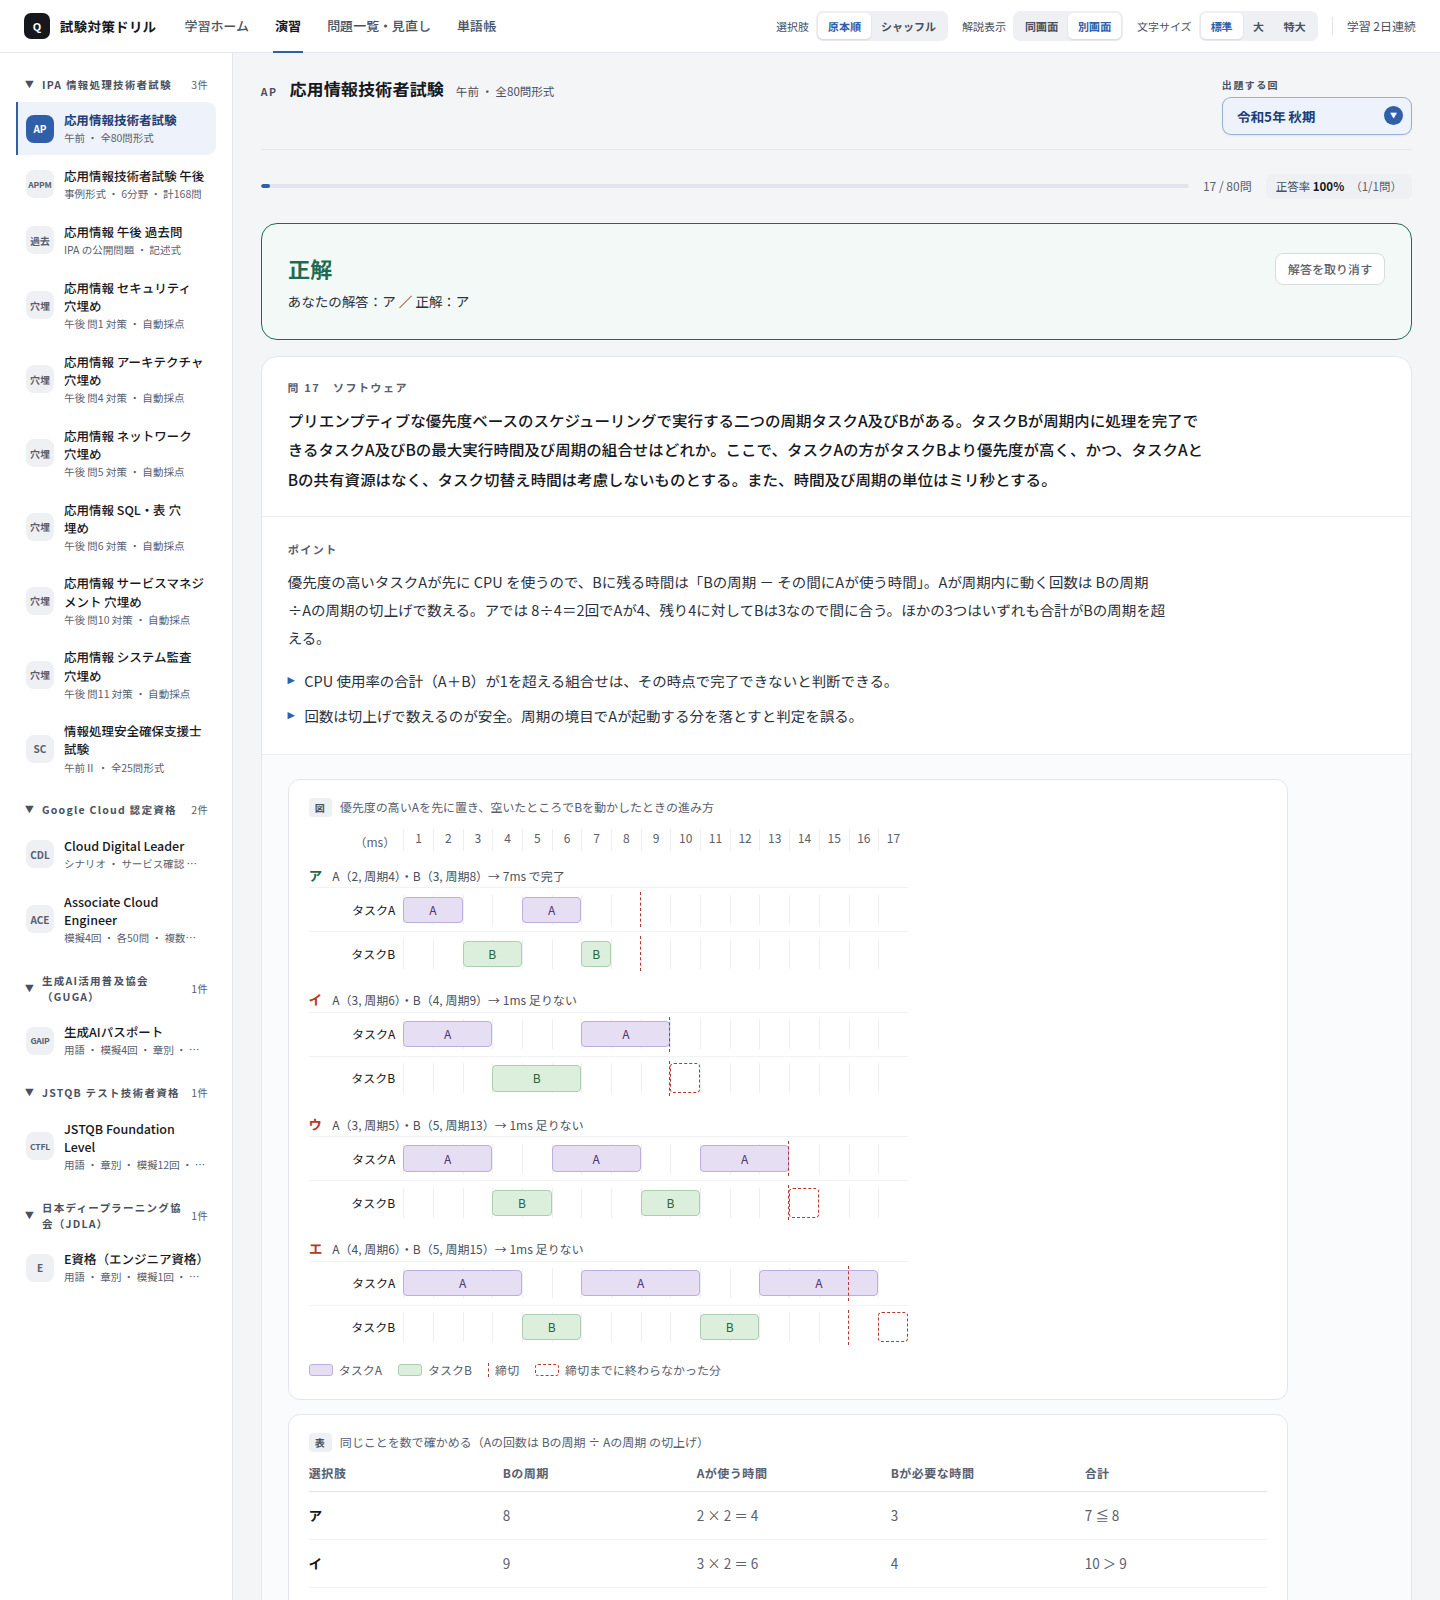 Q 試験対策ドリル 学習ホーム 演習 問題一覧・見直し 単語帳 選択肢 原本順 シャッフル 解説表示 同画面 別画面 文字サイズ 標準 大 特大 学習 2日連続
▼ IPA 情報処理技術者試験 3件
AP 応用情報技術者試験
午前 ・ 全80問形式
APPM 応用情報技術者試験 午後
事例形式 ・ 6分野 ・ 計168問
過去 応用情報 午後 過去問
IPA の公開問題 ・ 記述式
穴埋 応用情報 セキュリティ
穴埋め
午後 問1 対策 ・ 自動採点
穴埋 応用情報 アーキテクチャ
穴埋め
午後 問4 対策 ・ 自動採点
穴埋 応用情報 ネットワーク
穴埋め
午後 問5 対策 ・ 自動採点
穴埋 応用情報 SQL・表 穴
埋め
午後 問6 対策 ・ 自動採点
穴埋 応用情報 サービスマネジ
メント 穴埋め
午後 問10 対策 ・ 自動採点
穴埋 応用情報 システム監査
穴埋め
午後 問11 対策 ・ 自動採点
SC 情報処理安全確保支援士
試験
午前Ⅱ ・ 全25問形式
▼ Google Cloud 認定資格 2件
CDL Cloud Digital Leader
シナリオ ・ サービス確認 …
ACE Associate Cloud
Engineer
模擬4回 ・ 各50問 ・ 複数…
▼ 生成AI活用普及協会
（GUGA） 1件
GAIP 生成AIパスポート
用語 ・ 模擬4回 ・ 章別 ・ …
▼ JSTQB テスト技術者資格 1件
CTFL JSTQB Foundation
Level
用語 ・ 章別 ・ 模擬12回 ・ …
▼ 日本ディープラーニング協
会（JDLA） 1件
E E資格（エンジニア資格）
用語 ・ 章別 ・ 模擬1回 ・ …
AP 応用情報技術者試験 午前 ・ 全80問形式
出題する回
令和5年 秋期 ▼
17 / 80問 正答率 100% （1/1問）
正解
解答を取り消す
あなたの解答：ア ／ 正解：ア
問 17 ソフトウェア
プリエンプティブな優先度ベースのスケジューリングで実行する二つの周期タスクA及びBがある。タスクBが周期内に処理を完了で
きるタスクA及びBの最大実行時間及び周期の組合せはどれか。ここで、タスクAの方がタスクBより優先度が高く、かつ、タスクAと
Bの共有資源はなく、タスク切替え時間は考慮しないものとする。また、時間及び周期の単位はミリ秒とする。
ポイント
優先度の高いタスクAが先に CPU を使うので、Bに残る時間は「Bの周期 － その間にAが使う時間」。Aが周期内に動く回数は Bの周期
÷Aの周期の切上げで数える。アでは 8÷4＝2回でAが4、残り4に対してBは3なので間に合う。ほかの3つはいずれも合計がBの周期を超
える。
▶ CPU 使用率の合計（A＋B）が1を超える組合せは、その時点で完了できないと判断できる。
▶ 回数は切上げで数えるのが安全。周期の境目でAが起動する分を落とすと判定を誤る。
図 優先度の高いAを先に置き、空いたところでBを動かしたときの進み方
（ms） 1 2 3 4 5 6 7 8 9 10 11 12 13 14 15 16 17
ア A（2, 周期4）・B（3, 周期8）→ 7ms で完了
タスクA A A
タスクB B B
イ A（3, 周期6）・B（4, 周期9）→ 1ms 足りない
タスクA A A
タスクB B
ウ A（3, 周期5）・B（5, 周期13）→ 1ms 足りない
タスクA A A A
タスクB B B
エ A（4, 周期6）・B（5, 周期15）→ 1ms 足りない
タスクA A A A
タスクB B B
タスクA タスクB 締切 締切までに終わらなかった分
表 同じことを数で確かめる（Aの回数は Bの周期 ÷ Aの周期 の切上げ）
選択肢 Bの周期 Aが使う時間 Bが必要な時間 合計
ア 8 2 × 2 ＝ 4 3 7 ≦ 8
イ 9 3 × 2 ＝ 6 4 10 ＞ 9